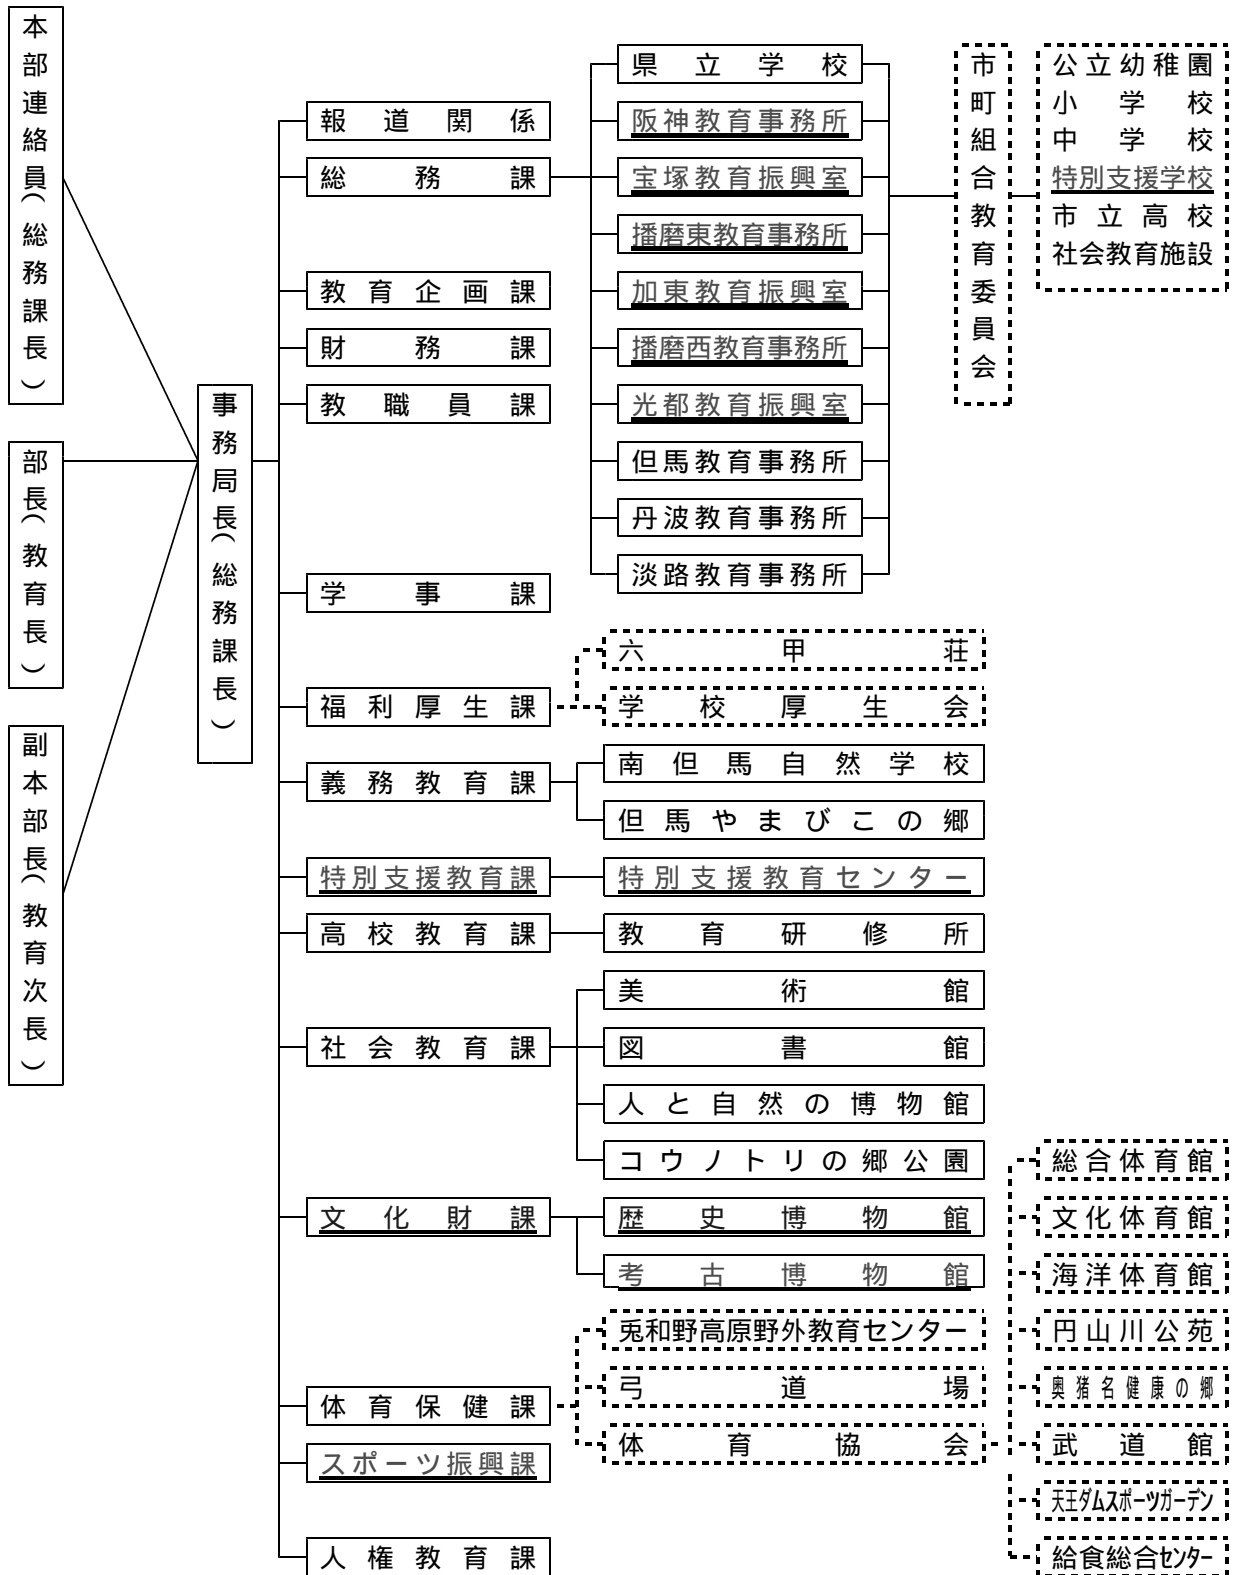 本部連絡員(総務課長)
部長(教育長)
副本部長(教育次長)
事務局長(総務課長)
報道関係
総務課
教育企画課
財務課
教職員課
学事課
福利厚生課
義務教育課
特別支援教育課
高校教育課
社会教育課
文化財課
体育保健課
スポーツ振興課
人権教育課
県立学校
阪神教育事務所
宝塚教育振興室
播磨東教育事務所
加東教育振興室
播磨西教育事務所
光都教育振興室
但馬教育事務所
丹波教育事務所
淡路教育事務所
市町組合教育委員会
公立幼稚園
小学校
中学校
特別支援学校
市立高校
社会教育施設
六甲荘
学校厚生会
南但馬自然学校
但馬やまびこの郷
特別支援教育センター
教育研修所
美術館
図書館
人と自然の博物館
コウノトリの郷公園
歴史博物館
考古博物館
兎和野高原野外教育センター
弓道場
体育協会
総合体育館
文化体育館
海洋体育館
円山川公苑
奥猪名健康の郷
武道館
天王ダムスポーツガーデン
給食総合センター